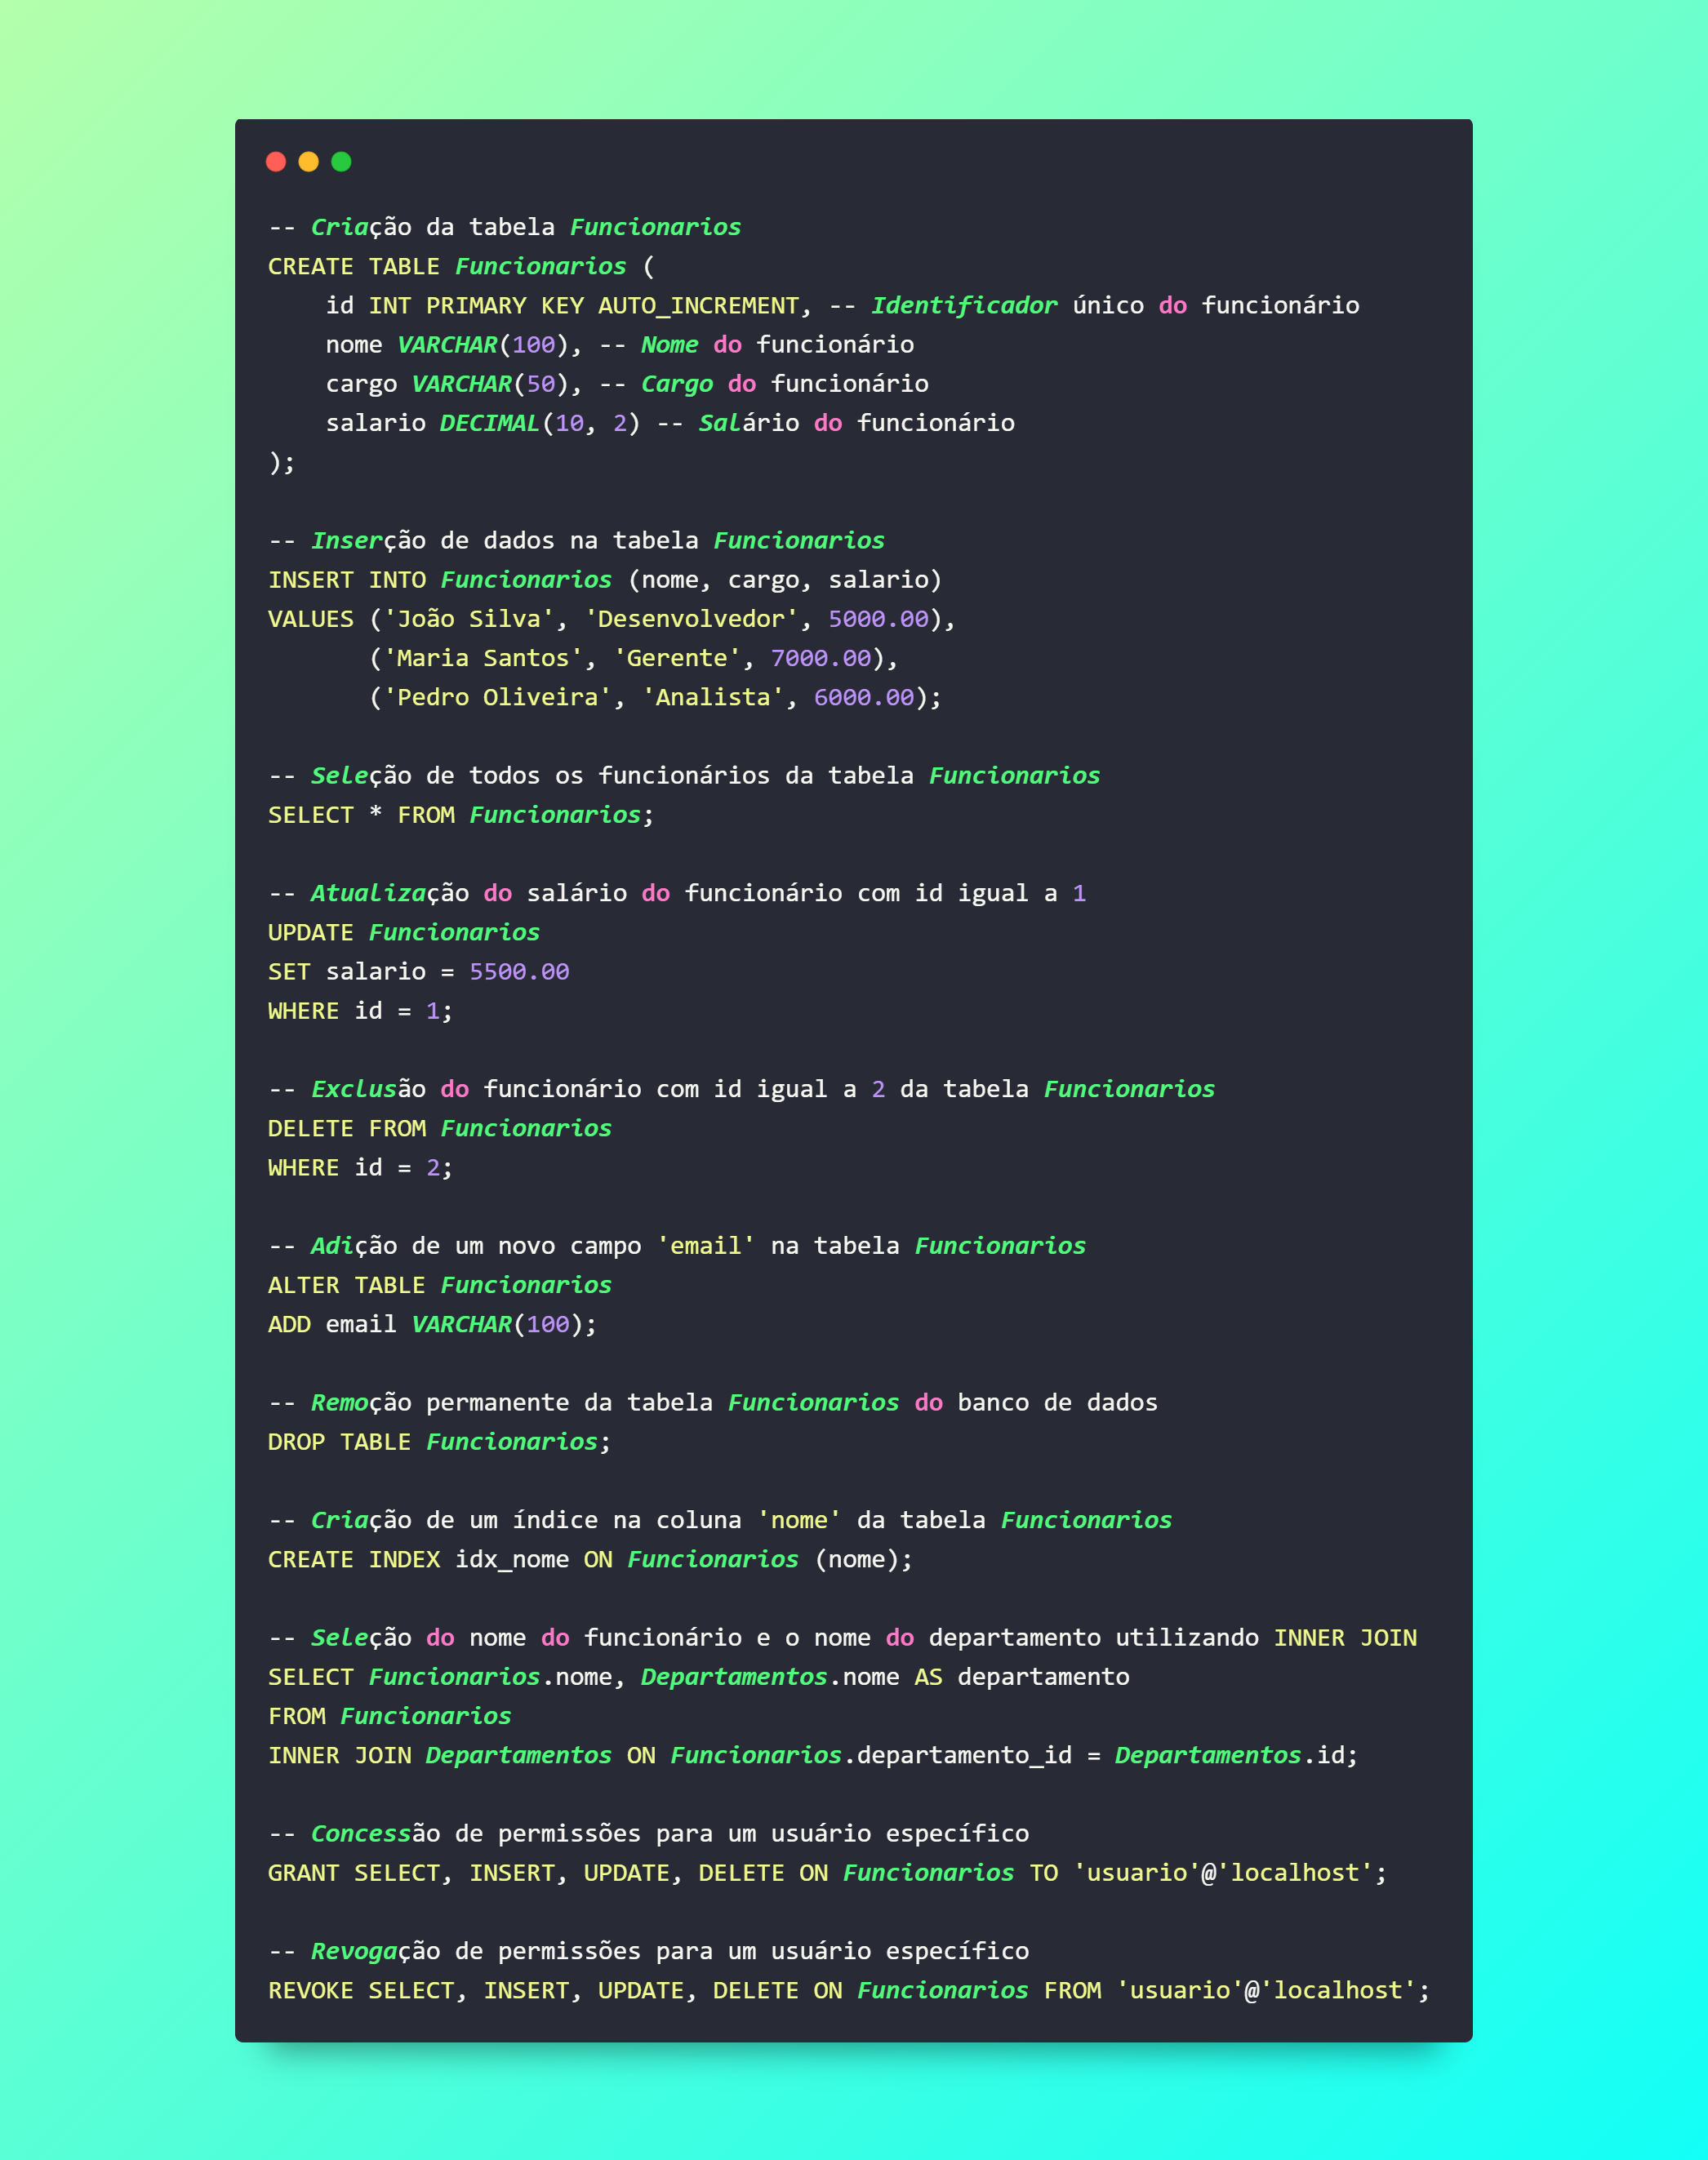 -- Criação da tabela Funcionarios
CREATE TABLE Funcionarios (
    id INT PRIMARY KEY AUTO_INCREMENT, -- Identificador único do funcionário
    nome VARCHAR(100), -- Nome do funcionário
    cargo VARCHAR(50), -- Cargo do funcionário
    salario DECIMAL(10, 2) -- Salário do funcionário
);

-- Inserção de dados na tabela Funcionarios
INSERT INTO Funcionarios (nome, cargo, salario)
VALUES ('João Silva', 'Desenvolvedor', 5000.00),
       ('Maria Santos', 'Gerente', 7000.00),
       ('Pedro Oliveira', 'Analista', 6000.00);

-- Seleção de todos os funcionários da tabela Funcionarios
SELECT * FROM Funcionarios;

-- Atualização do salário do funcionário com id igual a 1
UPDATE Funcionarios
SET salario = 5500.00
WHERE id = 1;

-- Exclusão do funcionário com id igual a 2 da tabela Funcionarios
DELETE FROM Funcionarios
WHERE id = 2;

-- Adição de um novo campo 'email' na tabela Funcionarios
ALTER TABLE Funcionarios
ADD email VARCHAR(100);

-- Remoção permanente da tabela Funcionarios do banco de dados
DROP TABLE Funcionarios;

-- Criação de um índice na coluna 'nome' da tabela Funcionarios
CREATE INDEX idx_nome ON Funcionarios (nome);

-- Seleção do nome do funcionário e o nome do departamento utilizando INNER JOIN
SELECT Funcionarios.nome, Departamentos.nome AS departamento
FROM Funcionarios
INNER JOIN Departamentos ON Funcionarios.departamento_id = Departamentos.id;

-- Concessão de permissões para um usuário específico
GRANT SELECT, INSERT, UPDATE, DELETE ON Funcionarios TO 'usuario'@'localhost';

-- Revogação de permissões para um usuário específico
REVOKE SELECT, INSERT, UPDATE, DELETE ON Funcionarios FROM 'usuario'@'localhost';